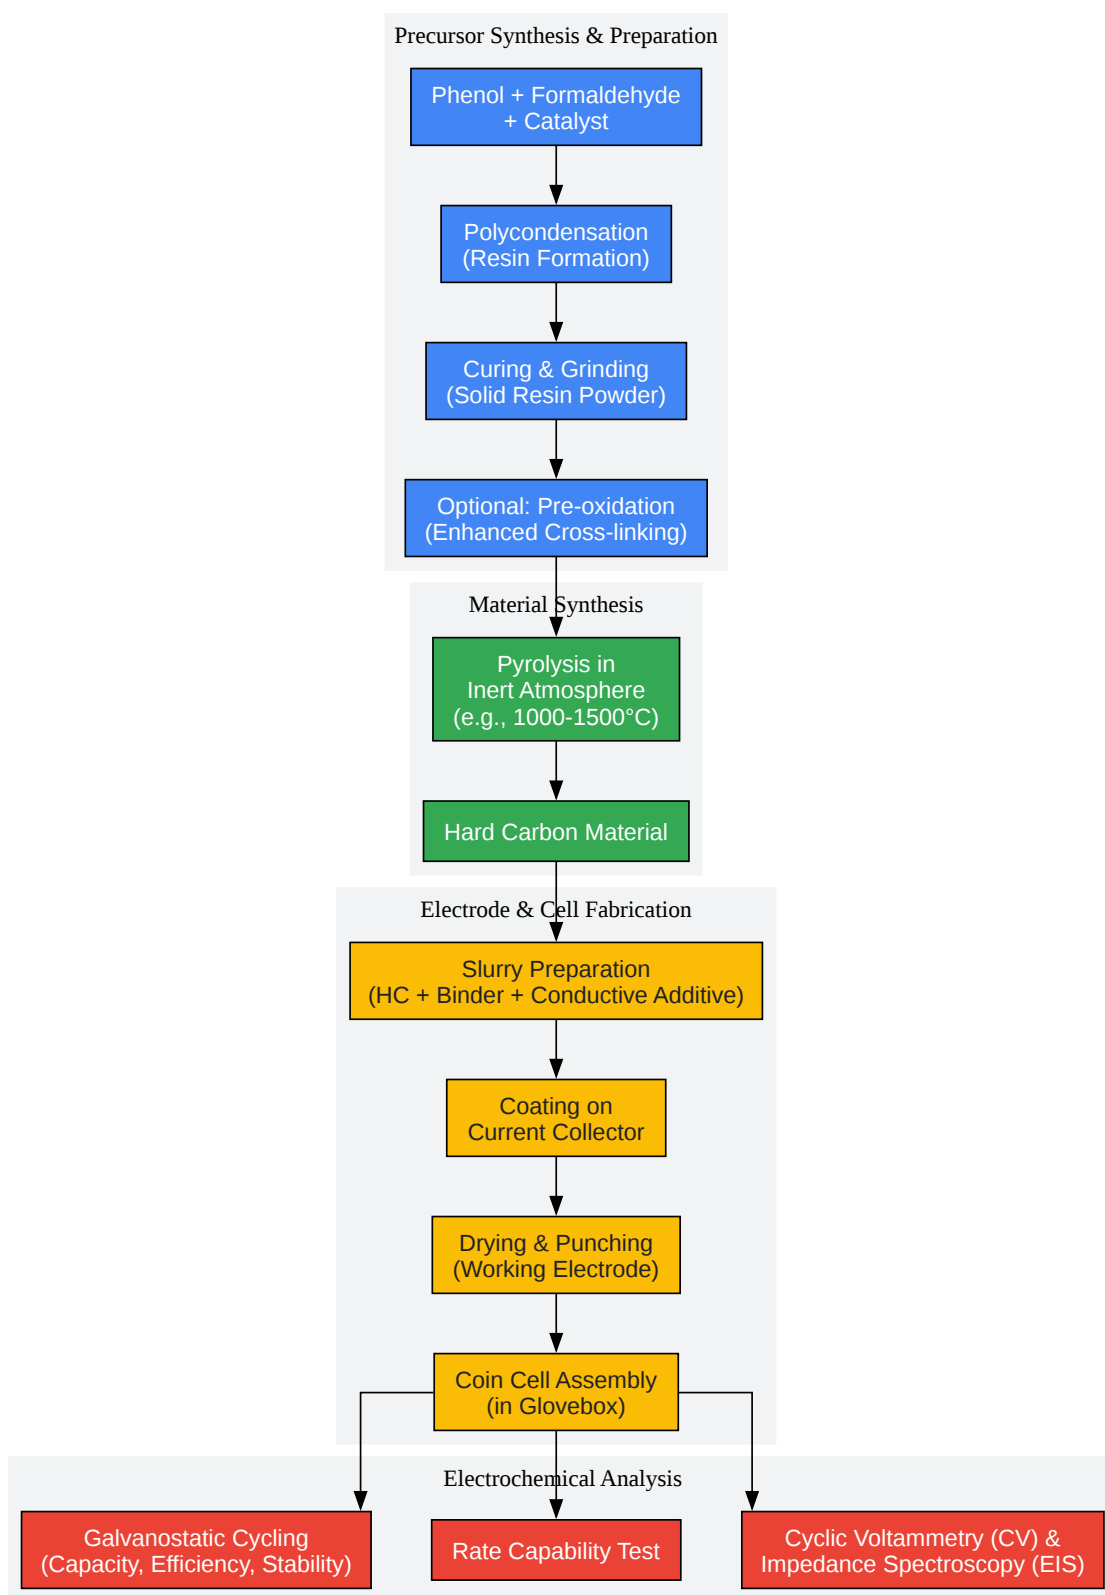 Precursor Synthesis & Preparation
Phenol + Formaldehyde
+ Catalyst
Polycondensation
(Resin Formation)
Curing & Grinding
(Solid Resin Powder)
Optional: Pre-oxidation
(Enhanced Cross-linking)
Material Synthesis
Pyrolysis in
Inert Atmosphere
(e.g., 1000-1500°C)
Hard Carbon Material
Electrode & Cell Fabrication
Slurry Preparation
(HC + Binder + Conductive Additive)
Coating on
Current Collector
Drying & Punching
(Working Electrode)
Coin Cell Assembly
(in Glovebox)
Electrochemical Analysis
Galvanostatic Cycling
(Capacity, Efficiency, Stability)
Rate Capability Test
Cyclic Voltammetry (CV) &
Impedance Spectroscopy (EIS)